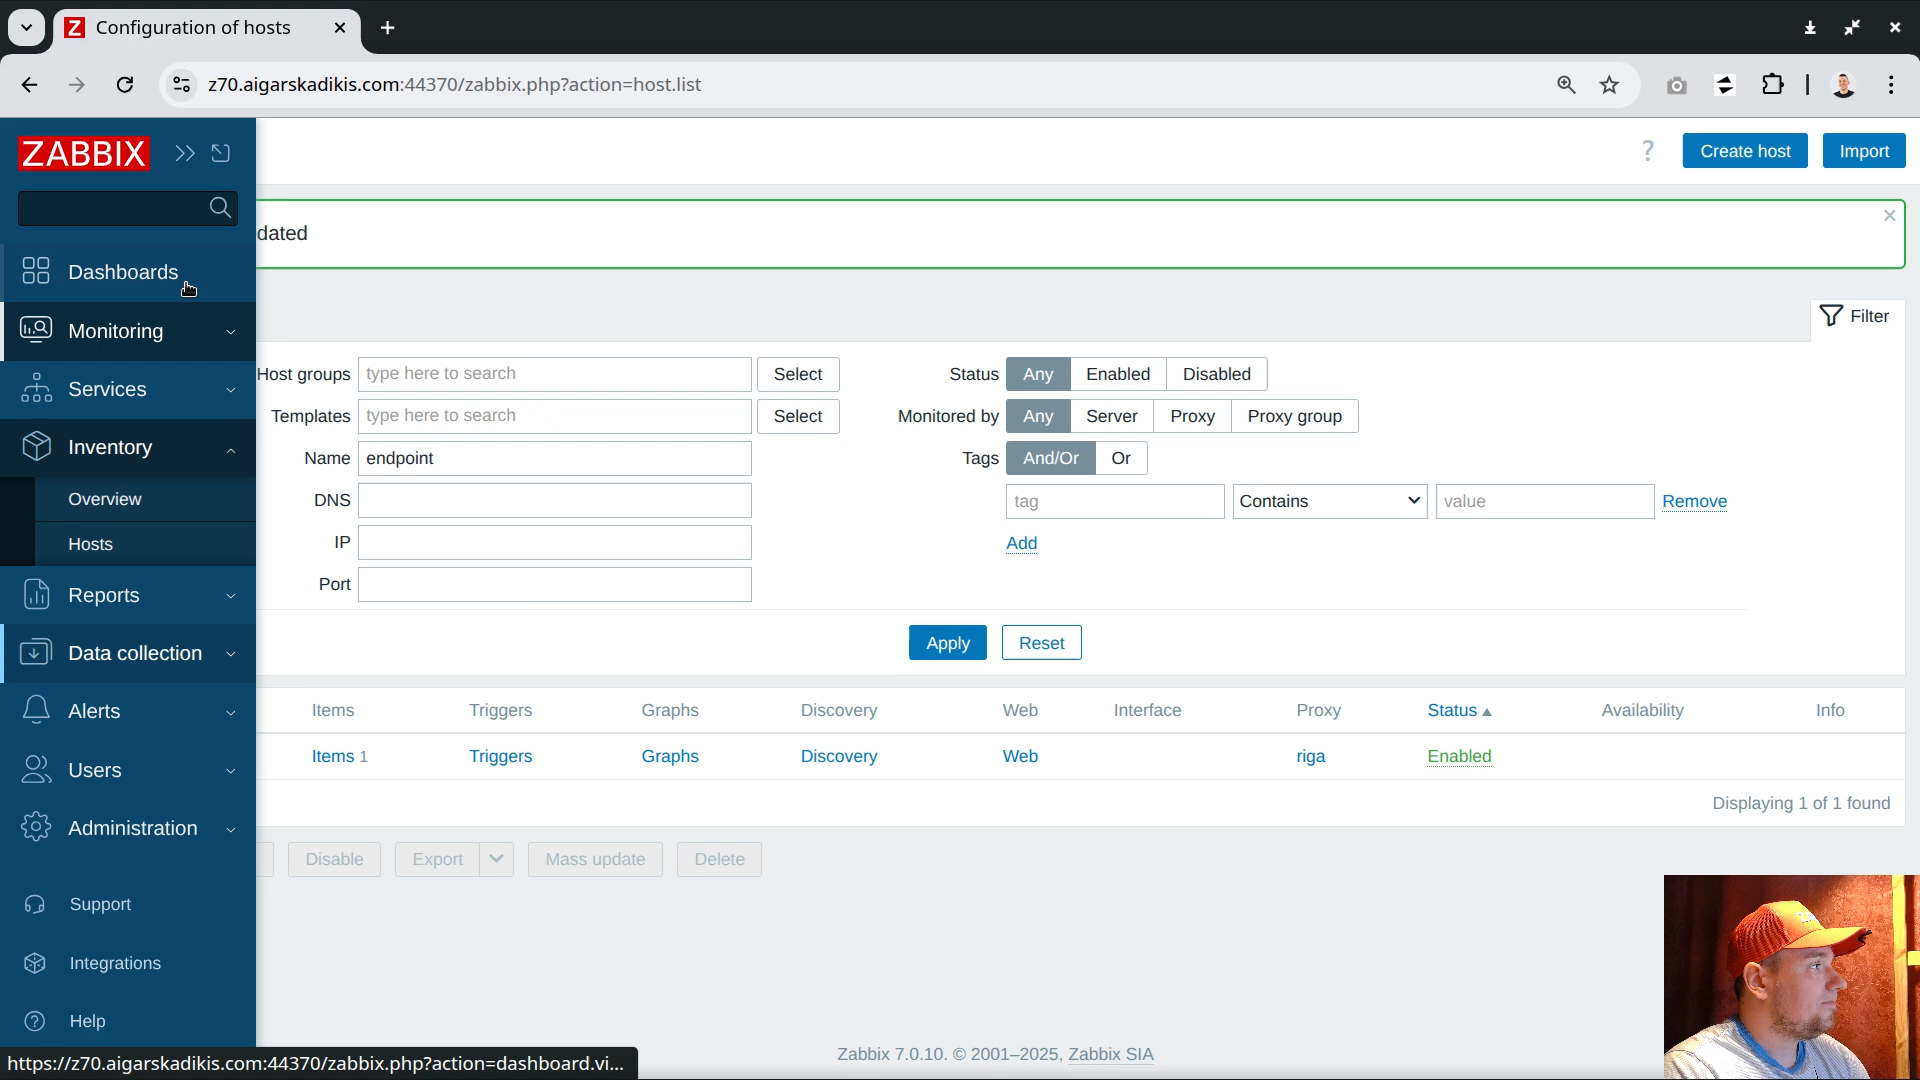 Configuration of hosts
z70.aigarskadikis.com:44370/zabbix.php?action=host.list
ZABBIX
? Create host Import
dated
Dashboards
Monitoring
Services
Inventory
Overview
Hosts
Reports
Data collection
Alerts
Users
Administration
Support
Integrations
Help
Filter
Host groups type here to search Select
Templates type here to search Select
Name endpoint
DNS
IP
Port
Status Any Enabled Disabled
Monitored by Any Server Proxy Proxy group
Tags And/Or Or
tag Contains value Remove
Add
Apply Reset
Items Triggers Graphs Discovery Web Interface Proxy Status Availability Info
Items 1 Triggers Graphs Discovery Web riga Enabled
Displaying 1 of 1 found
Disable Export Mass update Delete
Zabbix 7.0.10. © 2001–2025, Zabbix SIA
https://z70.aigarskadikis.com:44370/zabbix.php?action=dashboard.vi...